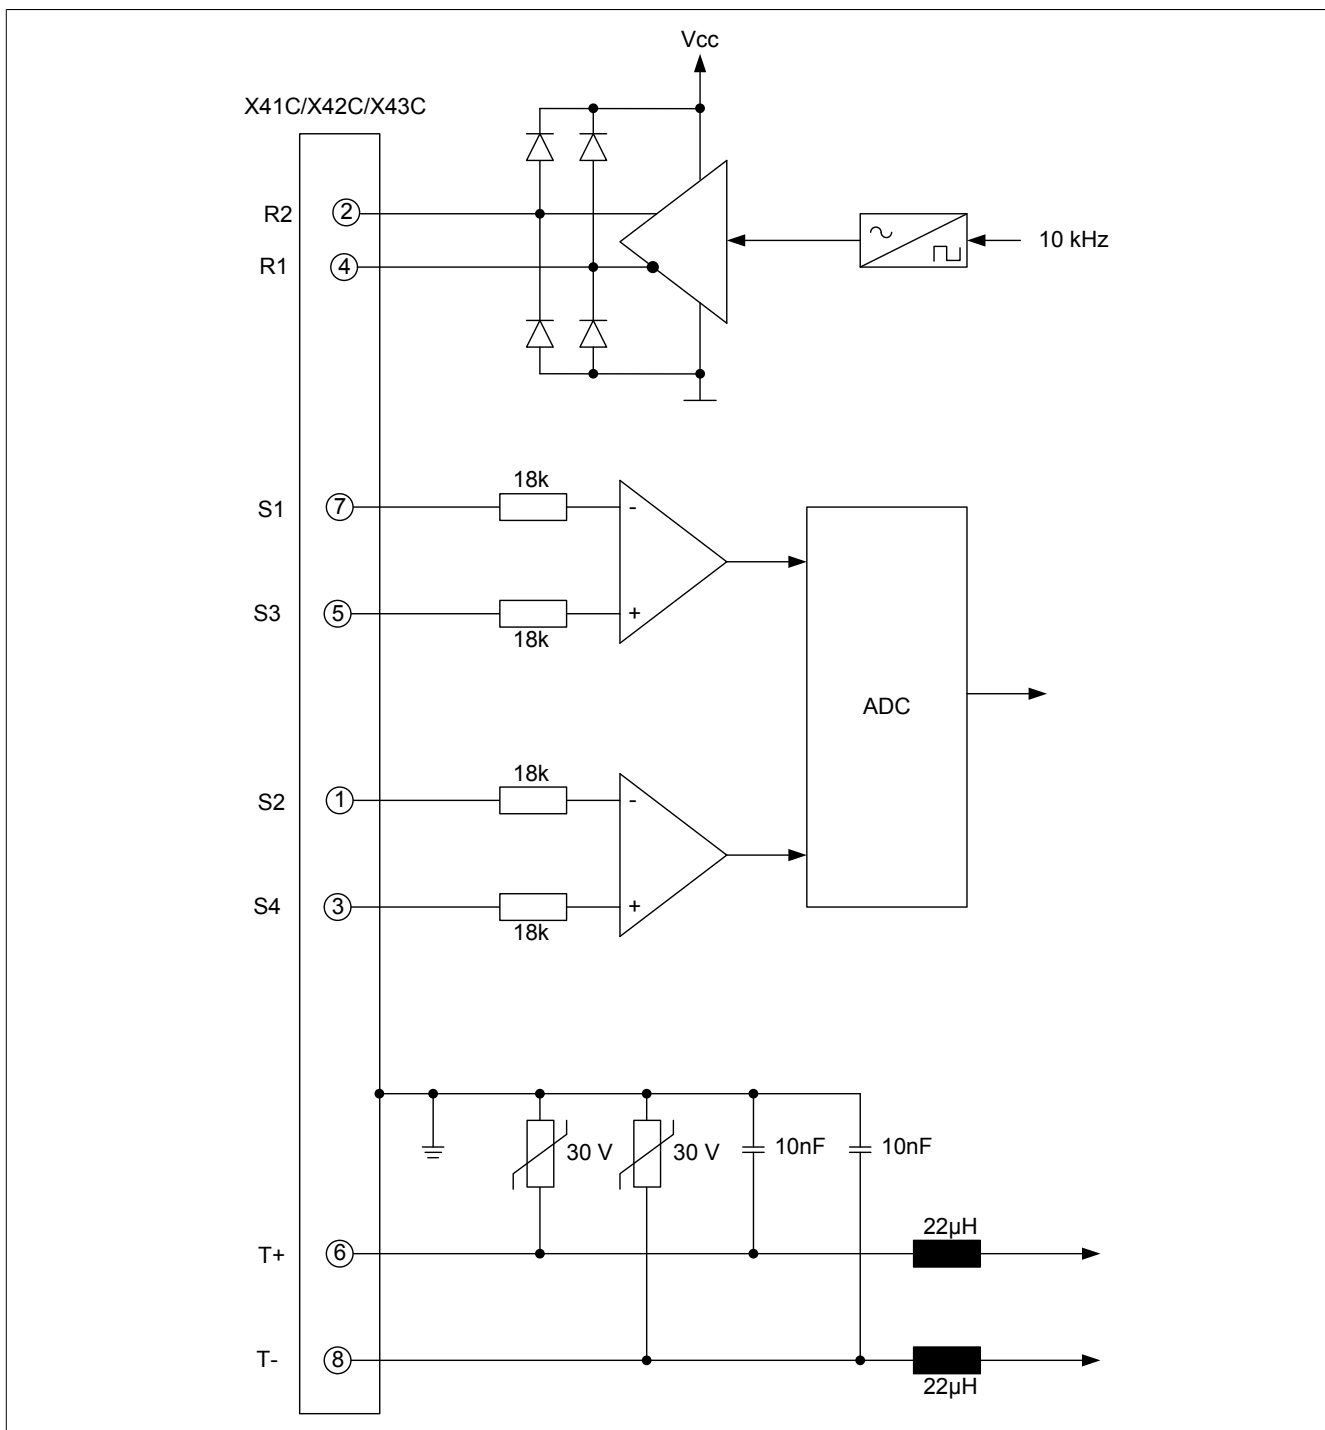 Vcc
X41C/X42C/X43C
R2 2
R1 4
10 kHz
18k
S1 7 -
S3 5 +
18k
ADC
18k
S2 1 -
S4 3 +
18k
30 V 30 V 10nF 10nF
22µH
T+ 6
T- 8
22µH